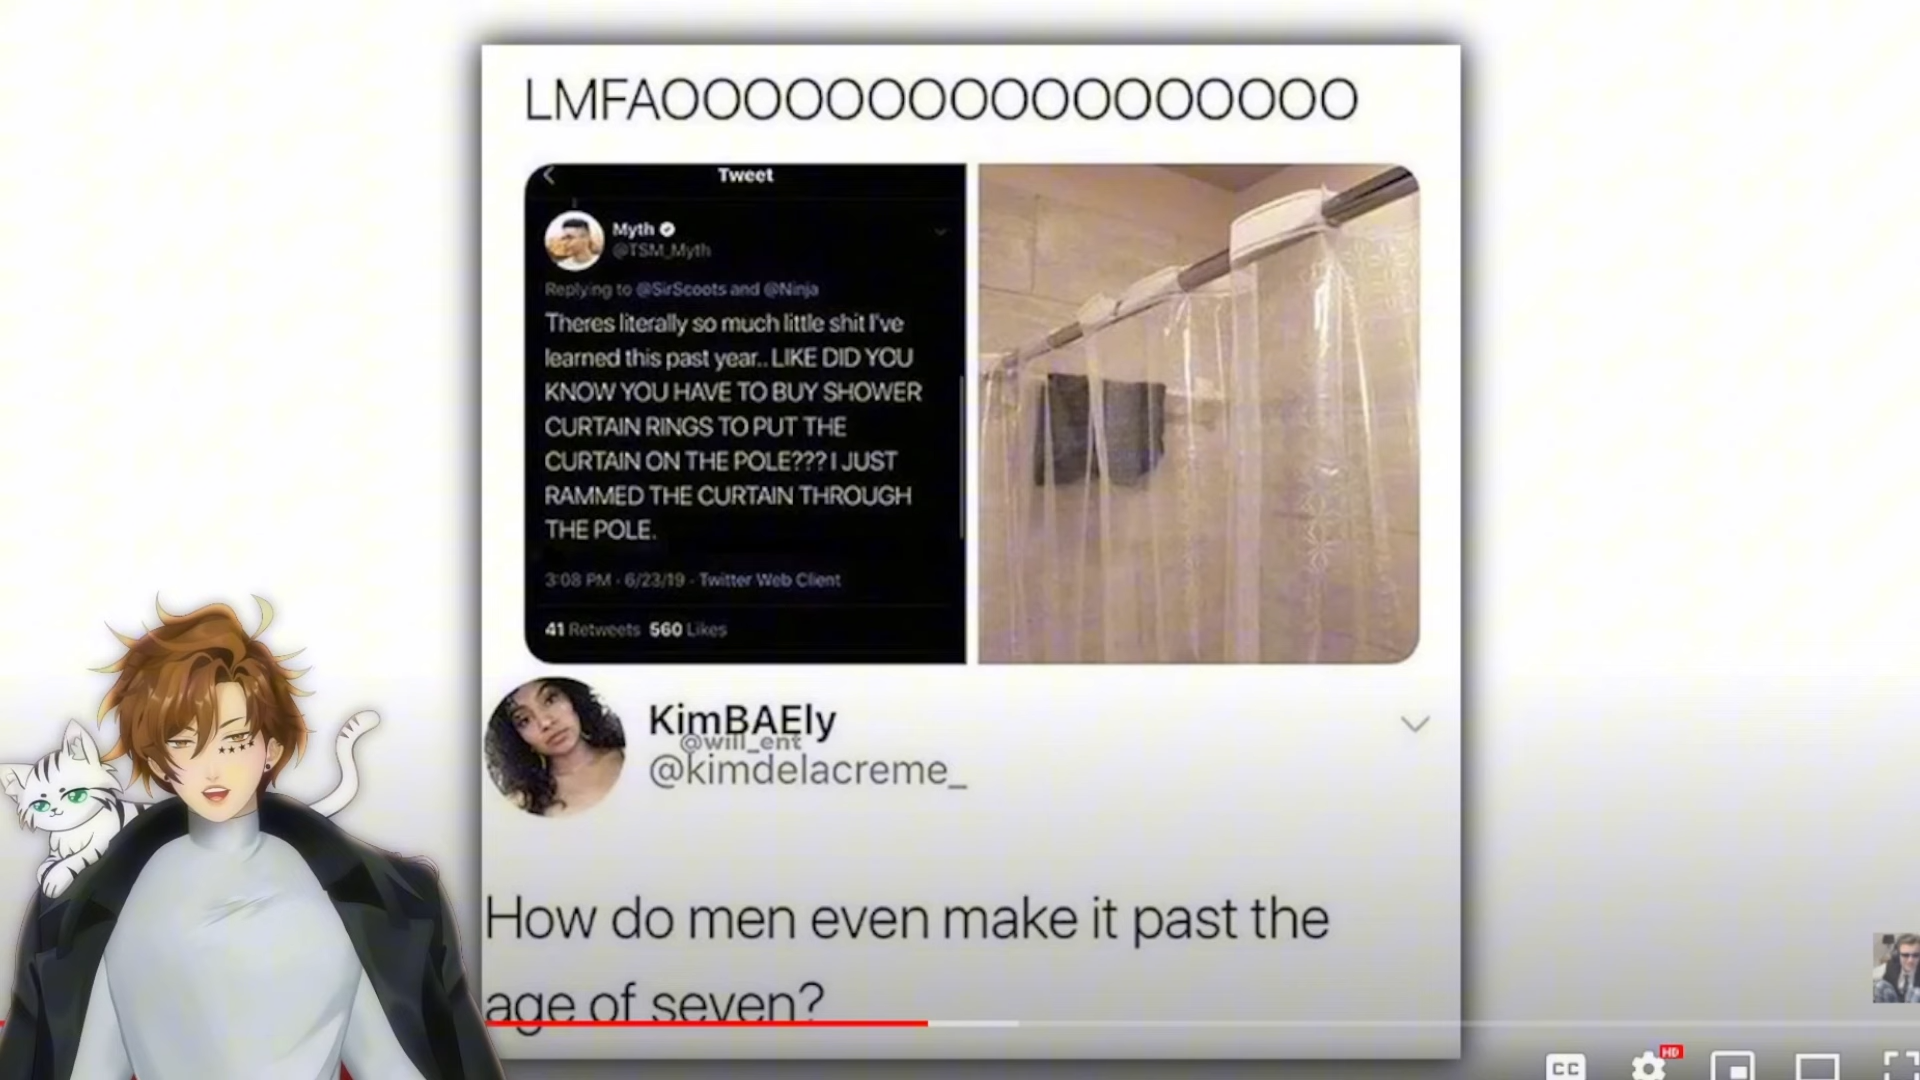 LMFAOOOOOOOOOOOOOOOOO
Tweet
Myth
@TSM_Myth
Replying to @SirScoots and @Ninja
Theres literally so much little shit I've
learned this past year.. LIKE DID YOU
KNOW YOU HAVE TO BUY SHOWER
CURTAIN RINGS TO PUT THE
CURTAIN ON THE POLE??? I JUST
RAMMED THE CURTAIN THROUGH
THE POLE.
3:08 PM · 6/23/19 · Twitter Web Client
41 Retweets 560 Likes
KimBAEly
@will_ent
@kimdelacreme_
How do men even make it past the
age of seven?
CC
HD